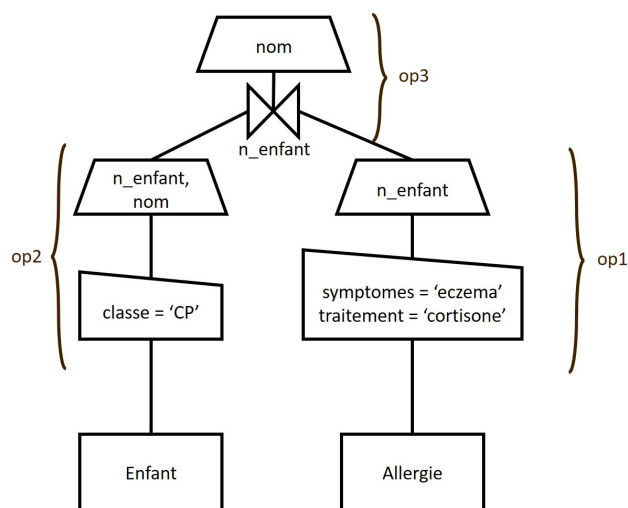 nom
op3
n_enfant
n_enfant,
nom
n_enfant
op2
op1
classe = ‘CP’
symptomes = ‘eczema’
traitement = ‘cortisone’
Enfant
Allergie